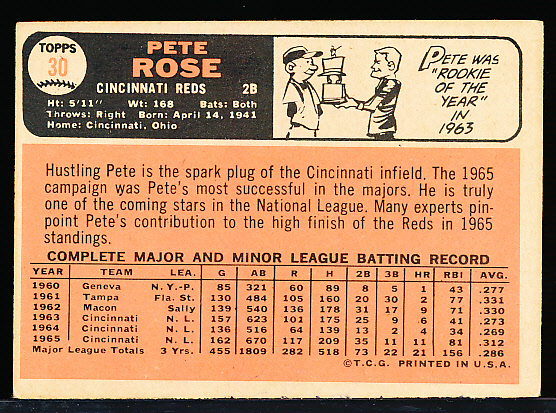 TOPPS
30
PETE
ROSE
CINCINNATI REDS 2B
Ht: 5'11" Wt: 168 Bats: Both
Throws: Right Born: April 14, 1941
Home: Cincinnati, Ohio
PETE WAS
"ROOKIE
OF THE
YEAR"
IN
1963
Hustling Pete is the spark plug of the Cincinnati infield. The 1965
campaign was Pete's most successful in the majors. He is truly
one of the coming stars in the National League. Many experts pin-
point Pete's contribution to the high finish of the Reds in 1965
standings.
COMPLETE MAJOR AND MINOR LEAGUE BATTING RECORD
YEAR TEAM LEA. G AB R H 2B 3B HR RBI AVG.
1960 Geneva N.Y.-P. 85 321 60 89 8 5 1 43 .277
1961 Tampa Fla. St. 130 484 105 160 20 30 2 77 .331
1962 Macon Sally 139 540 136 178 31 17 9 71 .330
1963 Cincinnati N. L. 157 623 101 175 25 9 .6 41 .273
1964 Cincinnati N. L. 136 516 64 139 13 2 4 34 .269
1965 Cincinnati N. L. 162 670 117 209 35 11 11 81 .312
Major League Totals 3 Yrs. 455 1809 282 518 73 22 21 156 .286
©T.C.G. PRINTED IN U.S.A.